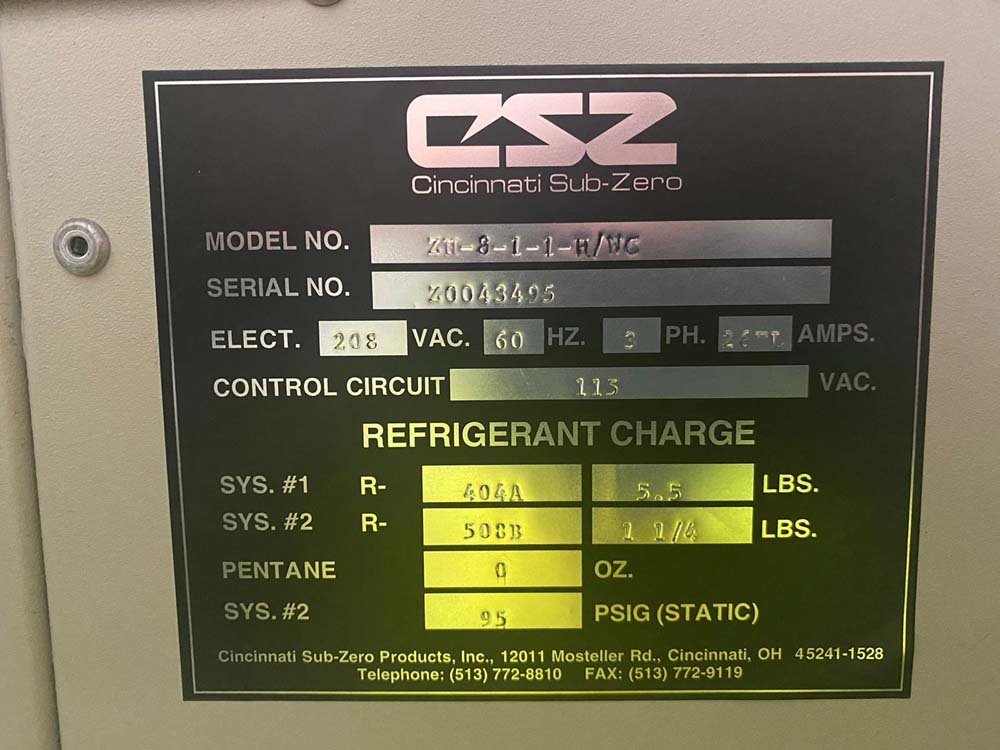 CSZ
Cincinnati Sub-Zero
MODEL NO. ZH-8-1-1-H/WC
SERIAL NO. Z0043495
ELECT. 208 VAC. 60 HZ. 3 PH. AMPS.
CONTROL CIRCUIT 113 VAC.
REFRIGERANT CHARGE
SYS. #1 R- 404A 5.5 LBS.
SYS. #2 R- 508B 1 1/4 LBS.
PENTANE 0 OZ.
SYS. #2 95 PSIG (STATIC)
Cincinnati Sub-Zero Products, Inc., 12011 Mosteller Rd., Cincinnati, OH 45241-1528
Telephone: (513) 772-8810 FAX: (513) 772-9119